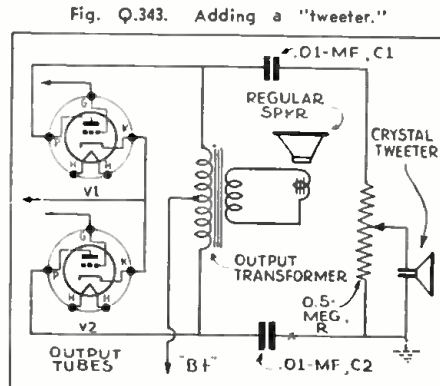 Fig. Q.343. Adding a "tweeter."
.01-MF, C1
REGULAR
SPKR
CRYSTAL
TWEETER
G
P
K
H
H
V1
G
P
K
H
H
V2
OUTPUT
TUBES
"B+"
OUTPUT
TRANSFORMER
0.5-
MEG,
R
.01-MF, C2